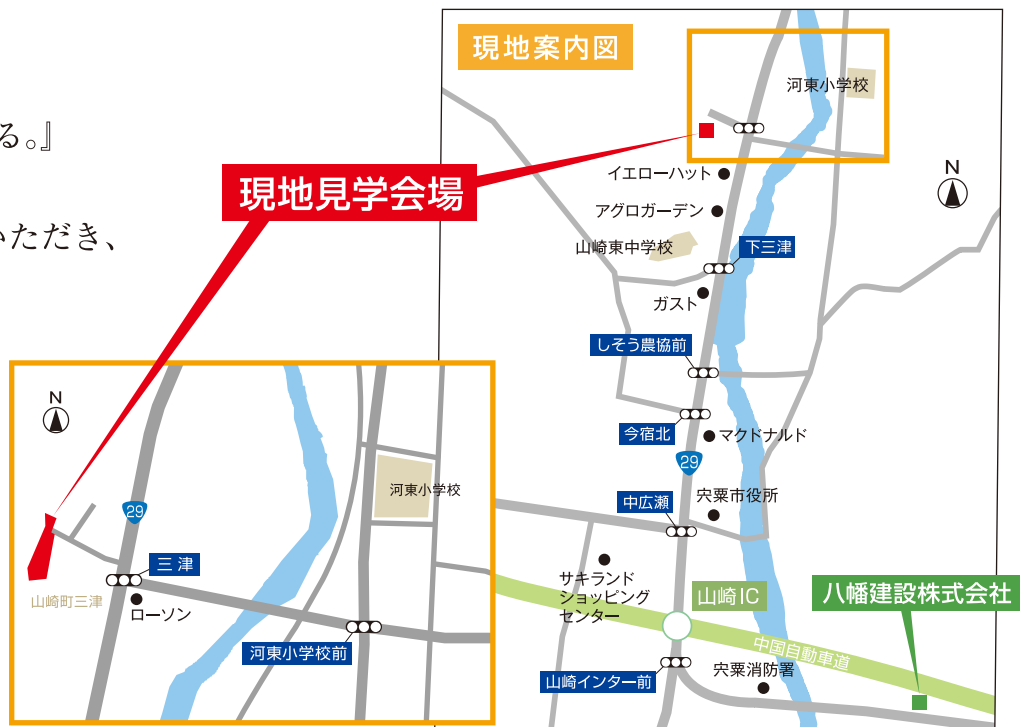 る。』
いただき、
現地案内図
河東小学校
現地見学会場
イエローハット
アグロガーデン
山崎東中学校
下三津
ガスト
N
しそう農協前
今宿北
マクドナルド
29
中広瀬
宍粟市役所
サキランド
ショッピング
センター
山崎IC
八幡建設株式会社
中国自動車道
山崎インター前
宍粟消防署
N
29
河東小学校
三津
山崎町三津
ローソン
河東小学校前